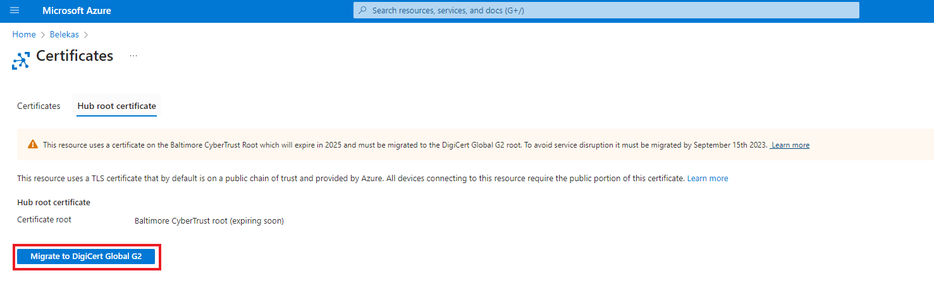 Microsoft Azure
Search resources, services, and docs (G+/)
Home > Belekas >
Certificates ...
Certificates
Hub root certificate
This resource uses a certificate on the Baltimore CyberTrust Root which will expire in 2025 and must be migrated to the DigiCert Global G2 root. To avoid service disruption it must be migrated by September 15th 2023. Learn more
This resource uses a TLS certificate that by default is on a public chain of trust and provided by Azure. All devices connecting to this resource require the public portion of this certificate. Learn more
Hub root certificate
Certificate root
Baltimore CyberTrust root (expiring soon)
Migrate to DigiCert Global G2